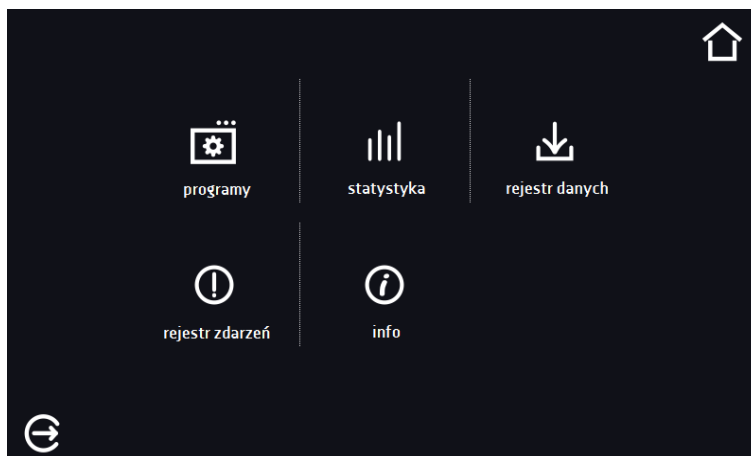 programy
statystyka
rejestr danych
rejestr zdarzeń
info